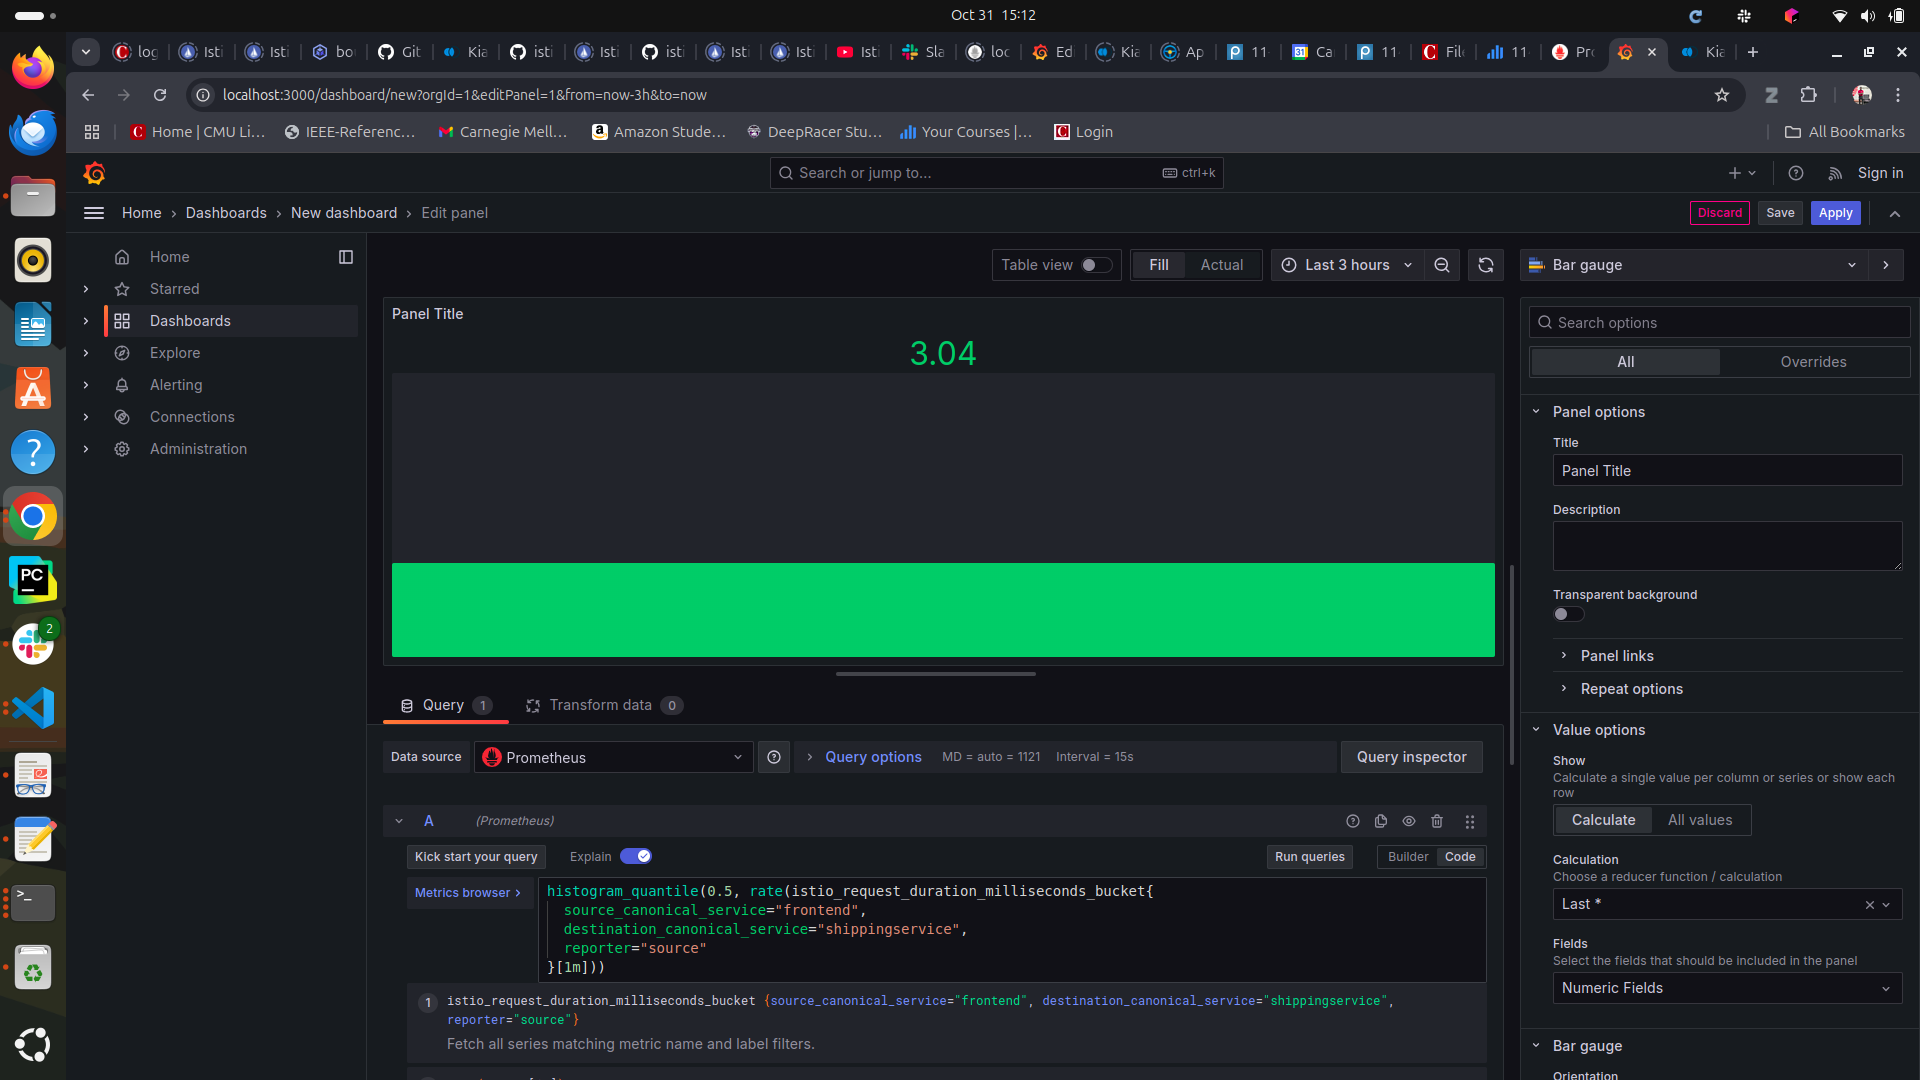 Oct 31 15:12
log
Isti
Isti
bo
Git
Kia
isti
Isti
isti
Isti
Isti
Isti
Sla
loc
Edi
Kia
Ap
11
Ca
11
File
11
Pro
Kia
localhost:3000/dashboard/new?orgId=1&editPanel=1&from=now-3h&to=now
Home | CMU Li...
IEEE-Referenc...
Carnegie Mell...
Amazon Stude...
DeepRacer Stu...
Your Courses |...
Login
All Bookmarks
Search or jump to...
ctrl+k
Sign in
Home › Dashboards › New dashboard › Edit panel
Discard
Save
Apply
Home
Starred
Dashboards
Explore
Alerting
Connections
Administration
Table view
Fill
Actual
Last 3 hours
Bar gauge
Panel Title
3.04
Search options
All
Overrides
Panel options
Title
Panel Title
Description
Transparent background
Panel links
Repeat options
Value options
Show
Calculate a single value per column or series or show each
row
Calculate
All values
Calculation
Choose a reducer function / calculation
Last *
Fields
Select the fields that should be included in the panel
Numeric Fields
Bar gauge
Orientation
Query 1
Transform data 0
Data source
Prometheus
Query options
MD = auto = 1121
Interval = 15s
Query inspector
A
(Prometheus)
Kick start your query
Explain
Run queries
Builder
Code
Metrics browser >
histogram_quantile(0.5, rate(istio_request_duration_milliseconds_bucket{
source_canonical_service="frontend",
destination_canonical_service="shippingservice",
reporter="source"
}[1m]))
1
istio_request_duration_milliseconds_bucket {source_canonical_service="frontend", destination_canonical_service="shippingservice",
reporter="source"}
Fetch all series matching metric name and label filters.
PC
2